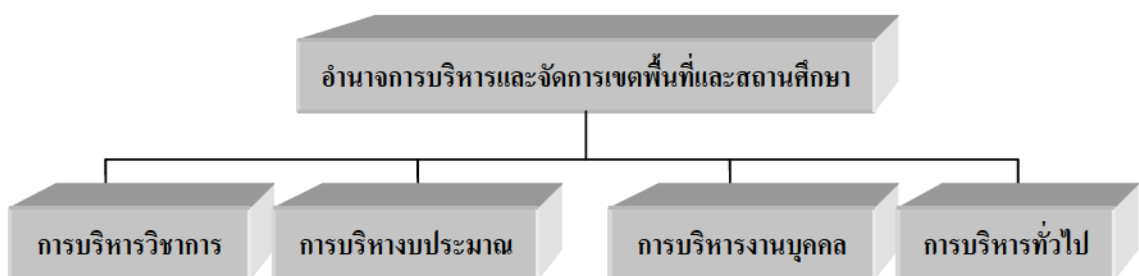 อำนาจการบริหารและจัดการเขตพื้นที่และสถานศึกษา
การบริหารวิชาการ
การบริหางบประมาณ
การบริหารงานบุคคล
การบริหารทั่วไป